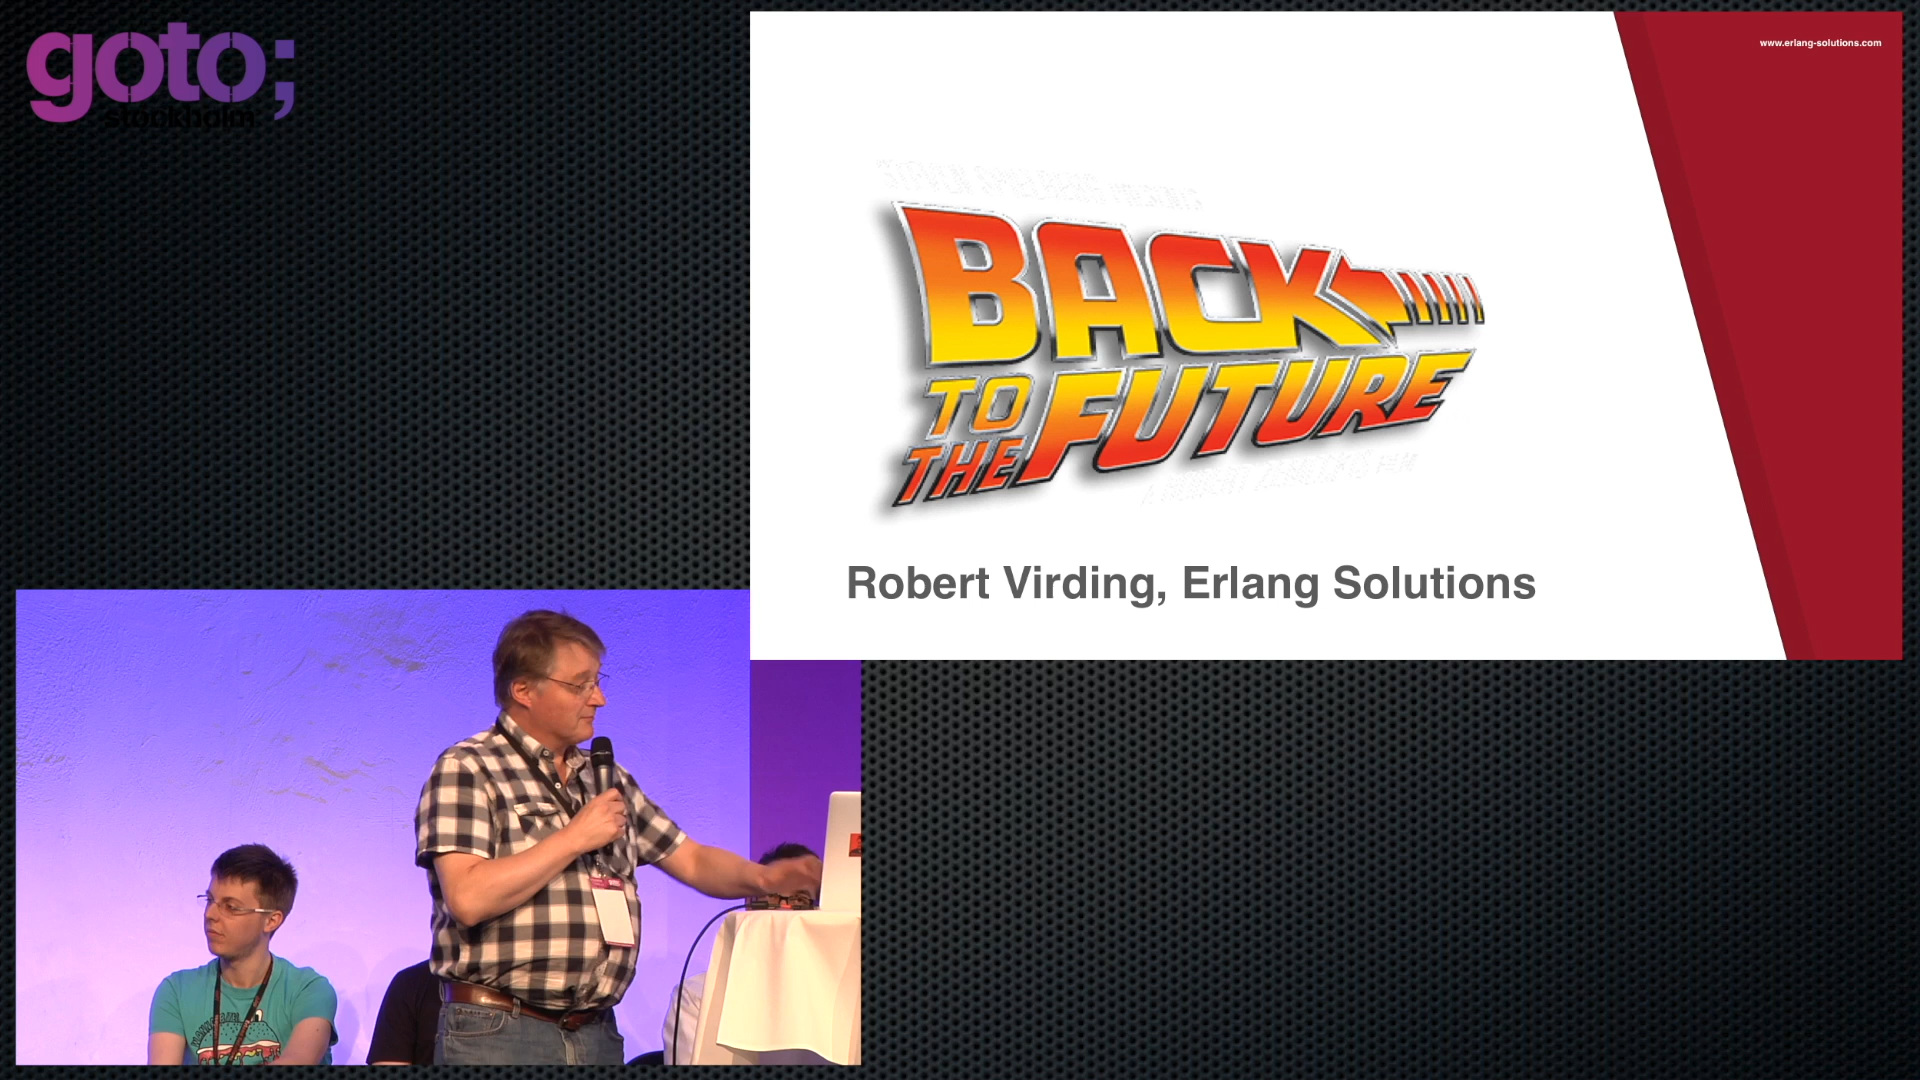 goto;
stockholm
www.erlang-solutions.com
BACK
TO
THE FUTURE
Robert Virding, Erlang Solutions